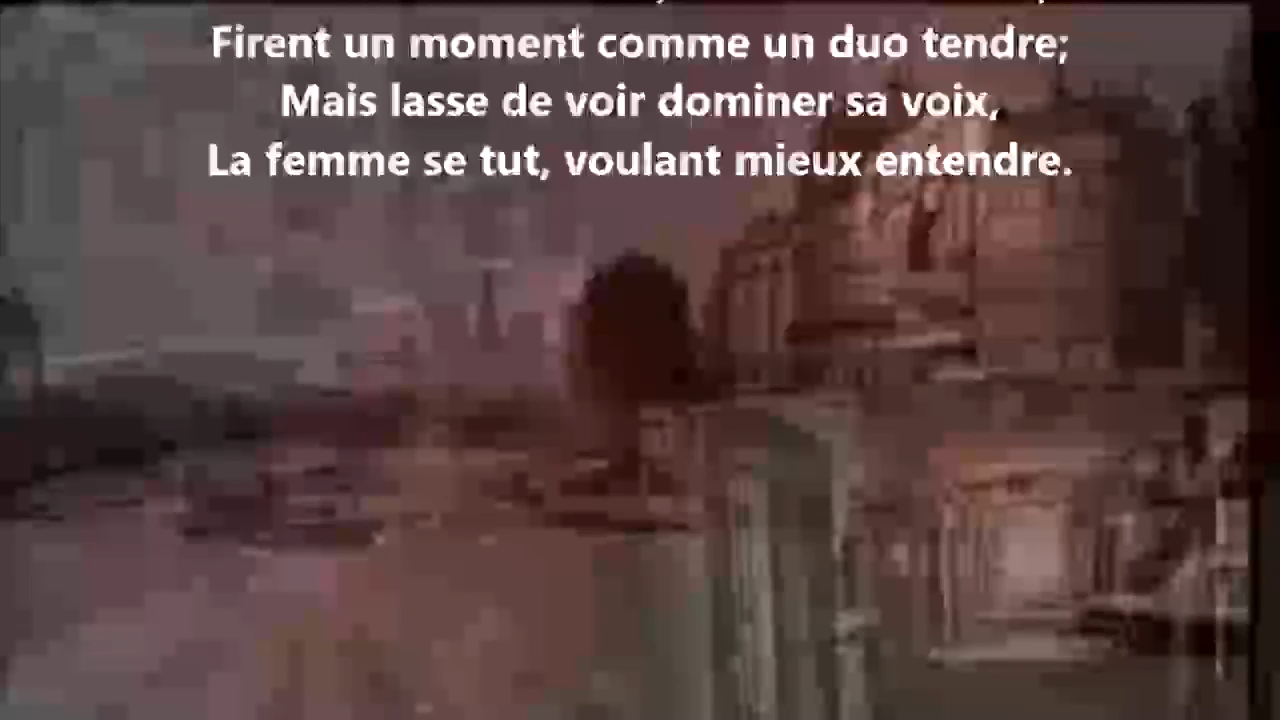 Firent un moment comme un duo tendre;
Mais lasse de voir dominer sa voix,
La femme se tut, voulant mieux entendre.